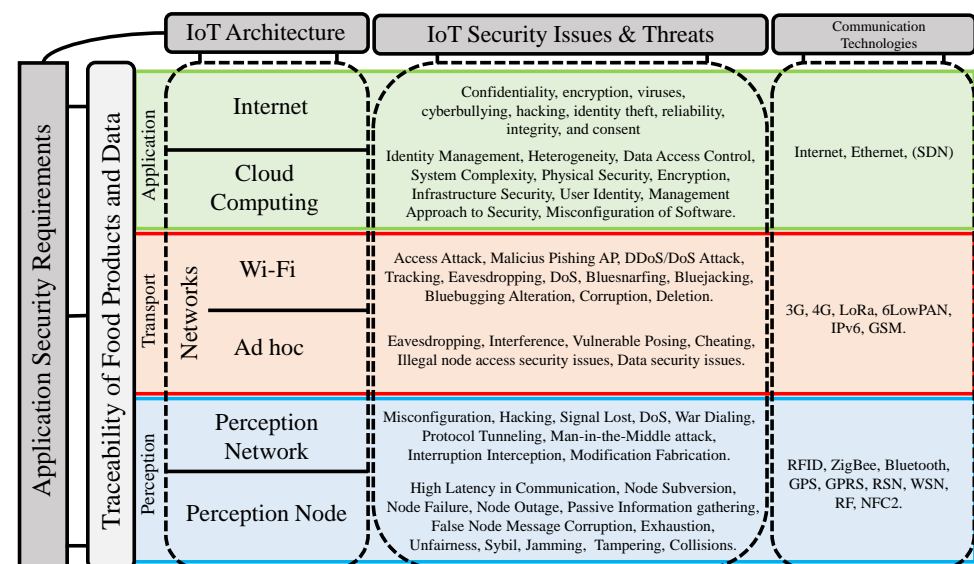 IoT Architecture
IoT Security Issues & Threats
Communication
Technologies
Application Security Requirements
Traceability of Food Products and Data
Application
Internet
Confidentiality, encryption, viruses,
cyberbullying, hacking, identity theft, reliability,
integrity, and consent
Cloud
Computing
Identity Management, Heterogeneity, Data Access Control,
System Complexity, Physical Security, Encryption,
Infrastructure Security, User Identity, Management
Approach to Security, Misconfiguration of Software.
Internet, Ethernet, (SDN)
Transport
Networks
Wi-Fi
Access Attack, Malicius Pishing AP, DDoS/DoS Attack,
Tracking, Eavesdropping, DoS, Bluesnarfing, Bluejacking,
Bluebugging Alteration, Corruption, Deletion.
Ad hoc
Eavesdropping, Interference, Vulnerable Posing, Cheating,
Illegal node access security issues, Data security issues.
3G, 4G, LoRa, 6LowPAN,
IPv6, GSM.
Perception
Perception
Network
Misconfiguration, Hacking, Signal Lost, DoS, War Dialing,
Protocol Tunneling, Man-in-the-Middle attack,
Interruption Interception, Modification Fabrication.
Perception Node
High Latency in Communication, Node Subversion,
Node Failure, Node Outage, Passive Information gathering,
False Node Message Corruption, Exhaustion,
Unfairness, Sybil, Jamming, Tampering, Collisions.
RFID, ZigBee, Bluetooth,
GPS, GPRS, RSN, WSN,
RF, NFC2.